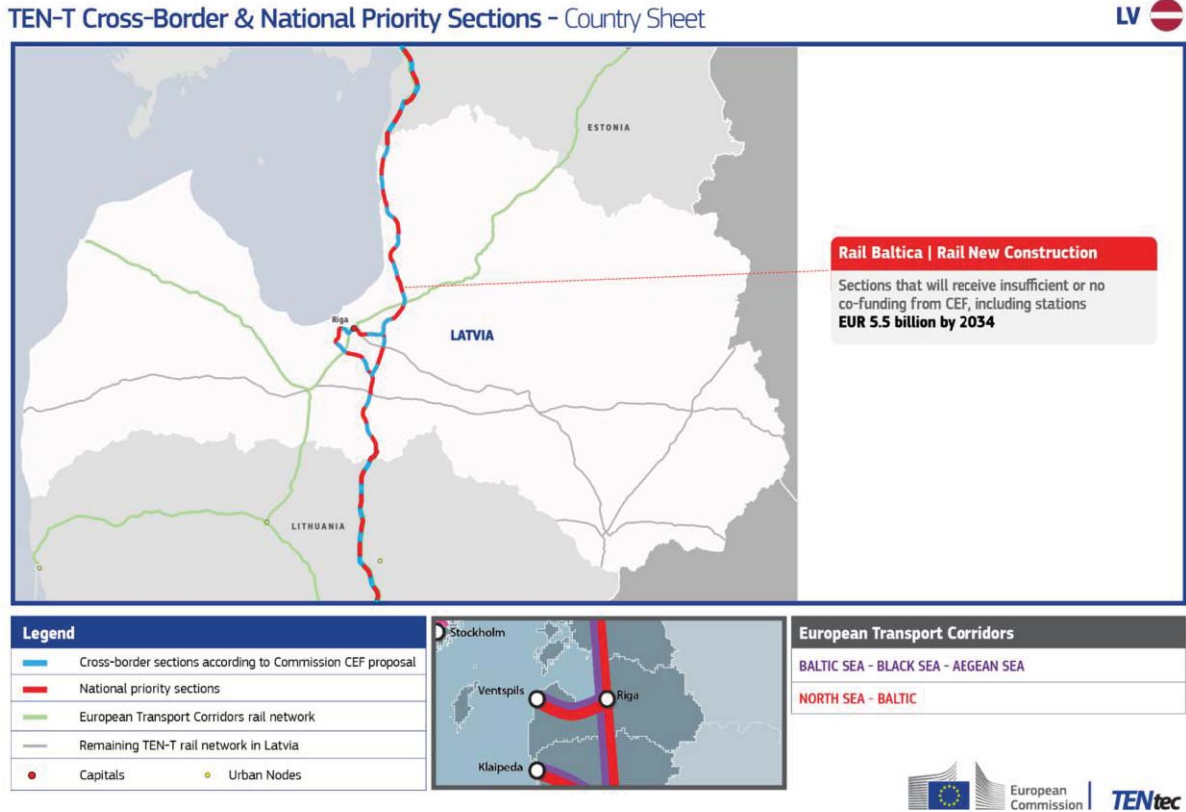 TEN-T Cross-Border & National Priority Sections - Country Sheet
LV
ESTONIA
Rail Baltica | Rail New Construction
Sections that will receive insufficient or no
co-funding from CEF, including stations
EUR 5.5 billion by 2034
Riga
LATVIA
LITHUANIA
Legend
Cross-border sections according to Commission CEF proposal
National priority sections
European Transport Corridors rail network
Remaining TEN-T rail network in Latvia
Capitals
Urban Nodes
Stockholm
Ventspils
Riga
Klaipeda
European Transport Corridors
BALTIC SEA - BLACK SEA - AEGEAN SEA
NORTH SEA - BALTIC
European
Commission
TENtec